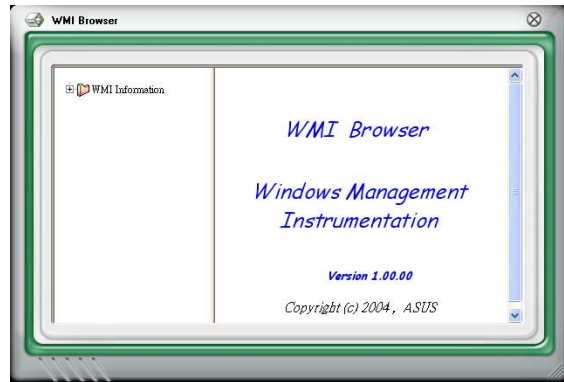 WMI Browser
WMI Information
WMI Browser
Windows Management
Instrumentation
Version 1.00.00
Copyright (c) 2004, ASUS